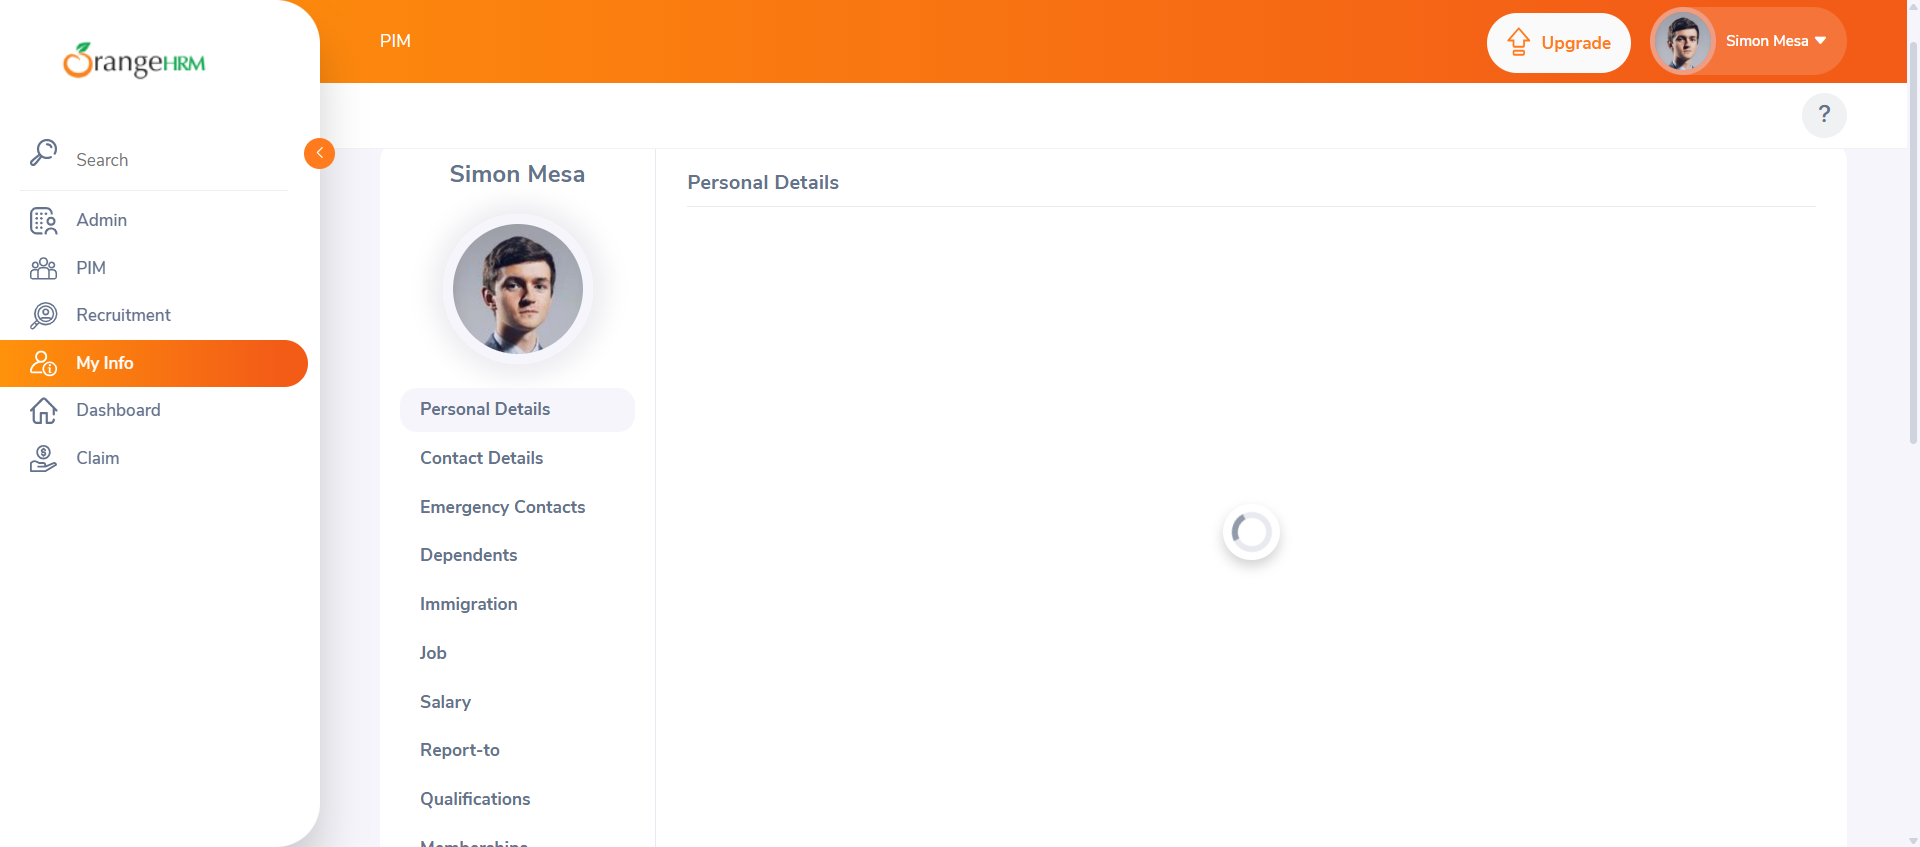 OrangeHRM
Search
Admin
PIM
Recruitment
My Info
Dashboard
Claim
PIM
Upgrade
Simon Mesa
?
Simon Mesa
Personal Details
Contact Details
Emergency Contacts
Dependents
Immigration
Job
Salary
Report-to
Qualifications
Memberships
Personal Details